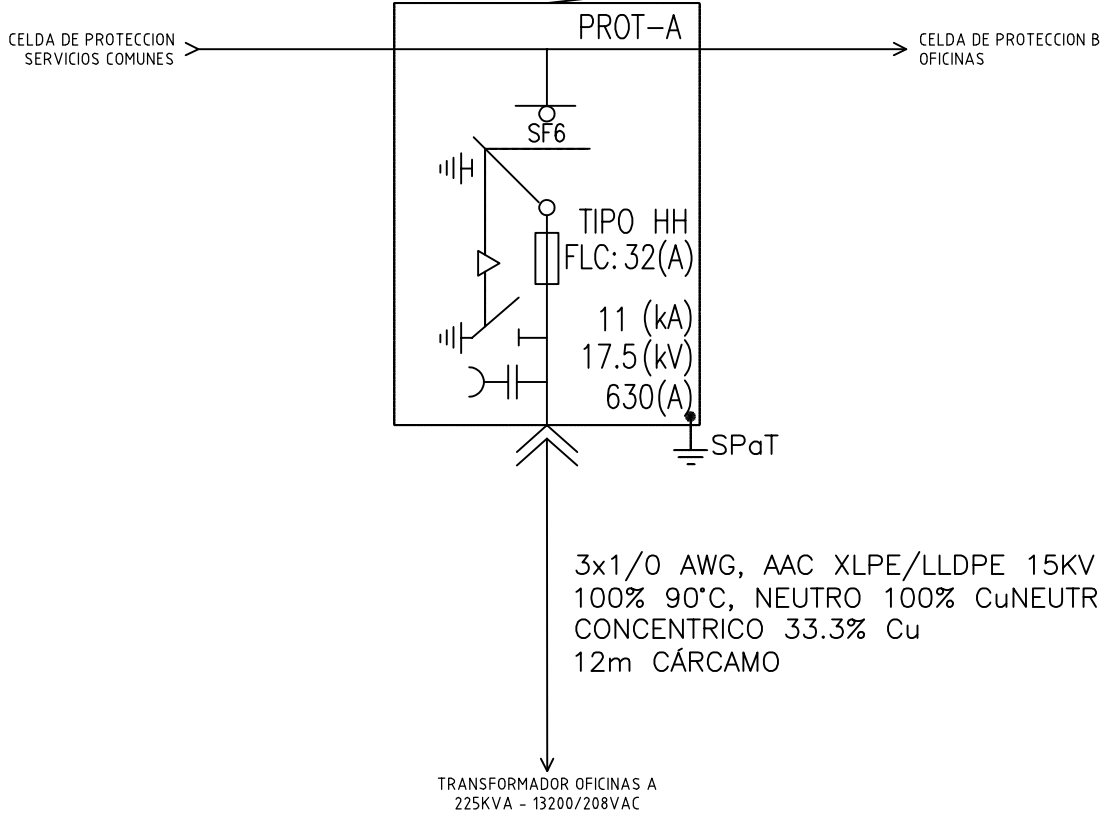 PROT-A
CELDA DE PROTECCION
SERVICIOS COMUNES
CELDA DE PROTECCION B
OFICINAS
SF6
TIPO HH
FLC: 32(A)
11 (kA)
17.5(kV)
630(A)
SPaT
3x1/0 AWG, AAC XLPE/LLDPE 15KV
100% 90°C, NEUTRO 100% CuNEUTR
CONCENTRICO 33.3% Cu
12m CÁRCAMO
TRANSFORMADOR OFICINAS A
225KVA - 13200/208VAC